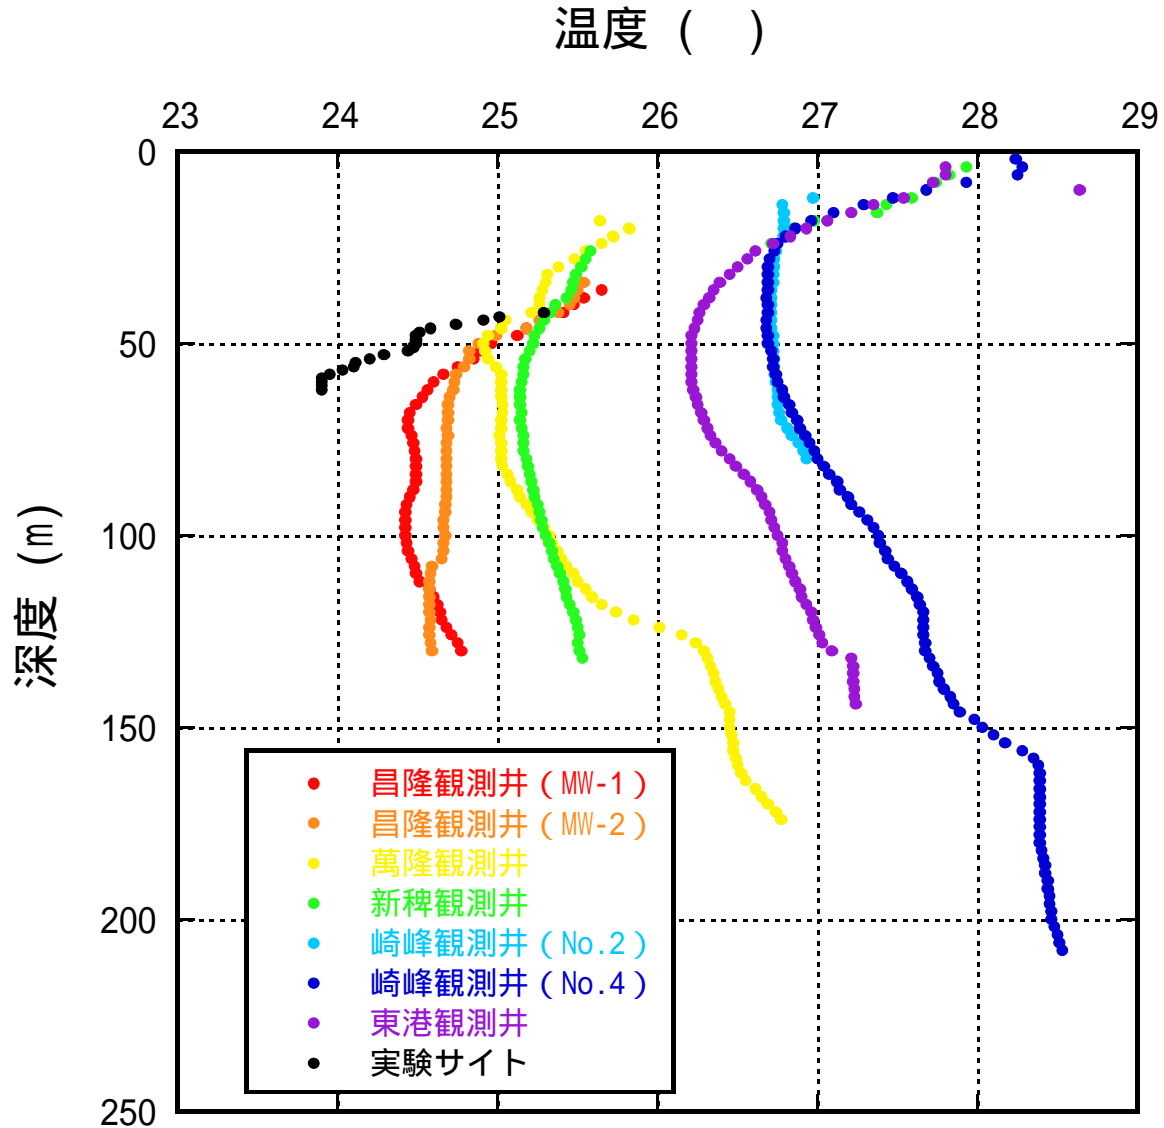 温度 ( )
23 24 25 26 27 28 29
0
50
100
150
200
250
深度 (m)
昌隆観測井 ( MW-1 )
昌隆観測井 ( MW-2 )
萬隆観測井
新稗観測井
崎峰観測井 ( No.2 )
崎峰観測井 ( No.4 )
東港観測井
実験サイト